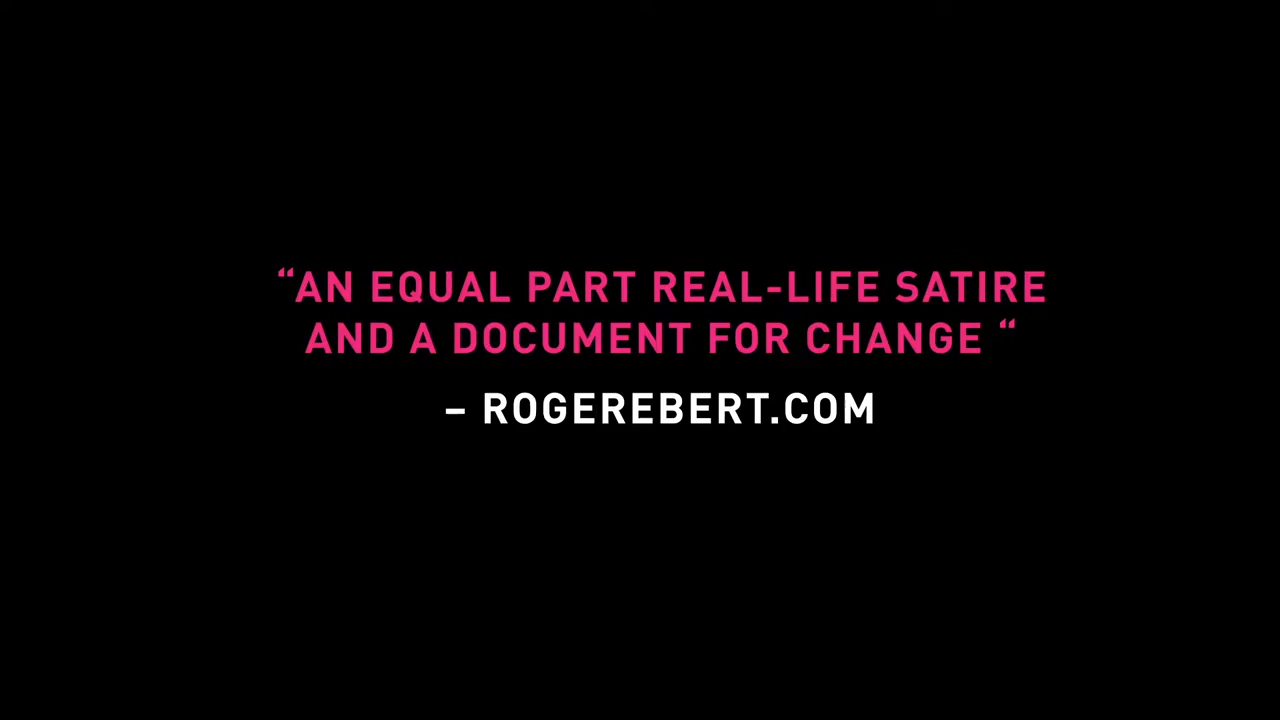 “AN EQUAL PART REAL-LIFE SATIRE
AND A DOCUMENT FOR CHANGE “
– ROGEREBERT.COM